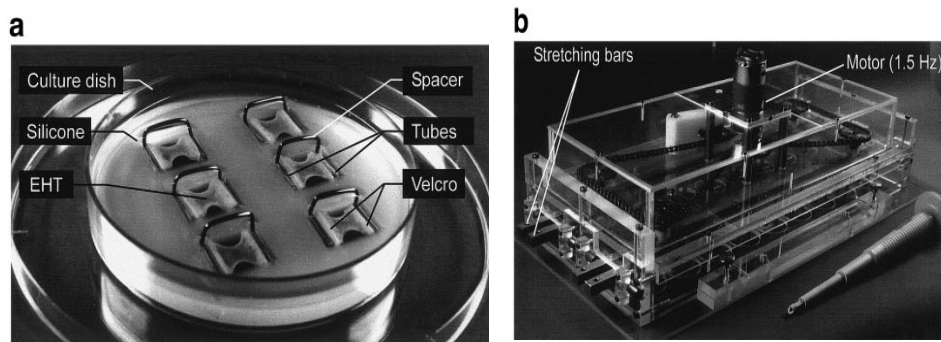 a
Culture dish
Silicone
EHT
Spacer
Tubes
Velcro
b
Stretching bars
Motor (1.5 Hz)